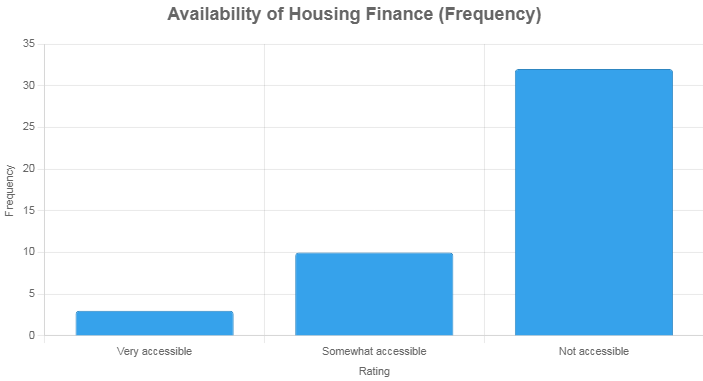 Availability of Housing Finance (Frequency)
35
30
25
20
15
10
5
0
Frequency
Very accessible
Somewhat accessible
Not accessible
Rating